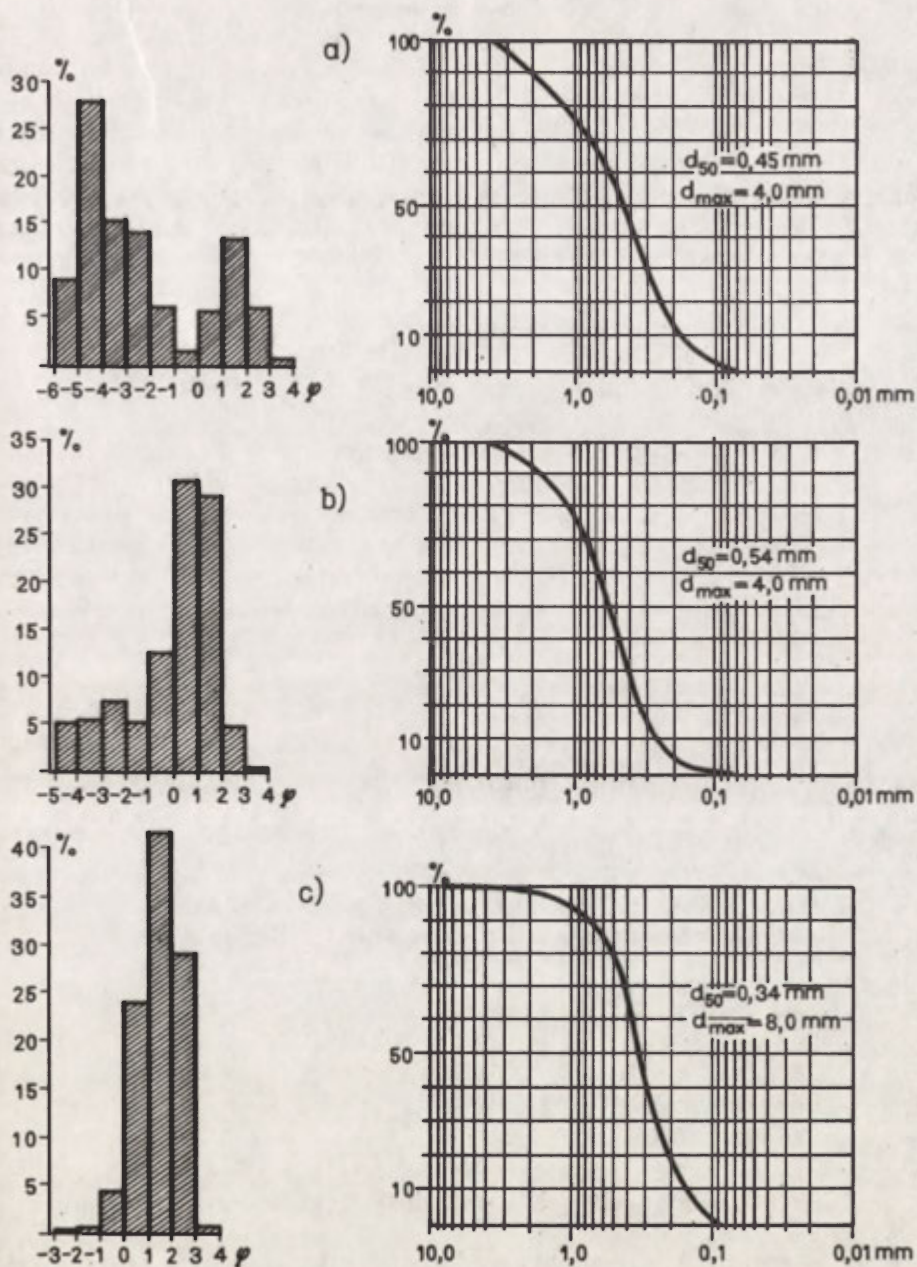 a)
%
30
25
20
15
10
5
-6 -5 -4 -3 -2 -1 0 1 2 3 4 φ
%
100
50
10
d50=0,45 mm
dmax=4,0 mm
10,0 1,0 0,1 0,01 mm
b)
%
35
30
25
20
15
10
5
-5 -4 -3 -2 -1 0 1 2 3 4 φ
%
100
50
10
d50=0,54 mm
dmax=4,0 mm
10,0 1,0 0,1 0,01 mm
c)
%
40
30
25
20
15
10
5
-3 -2 -1 0 1 2 3 4 φ
%
100
50
10
d50=0,34 mm
dmax=8,0 mm
10,0 1,0 0,1 0,01 mm